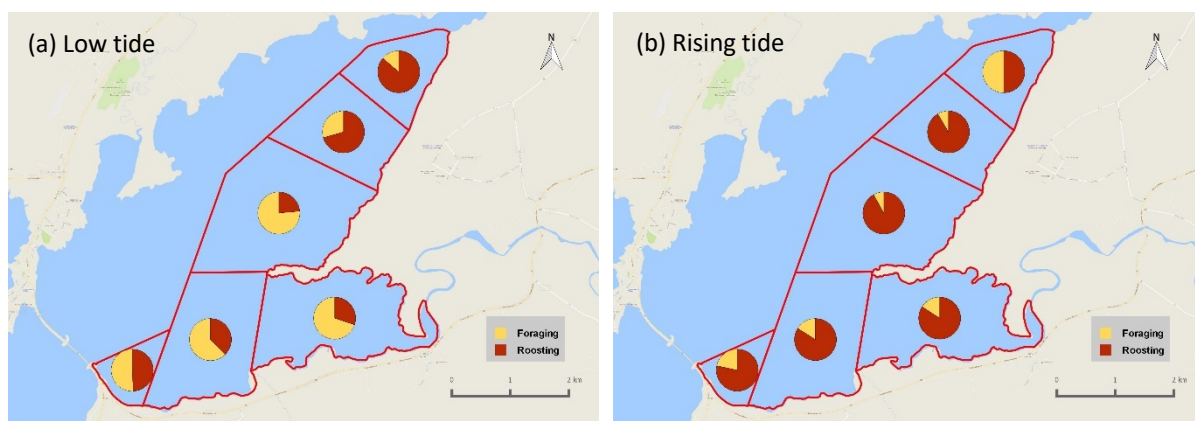 (a) Low tide
N
Foraging
Roosting
0 1 2 km
(b) Rising tide
N
Foraging
Roosting
0 1 2 km